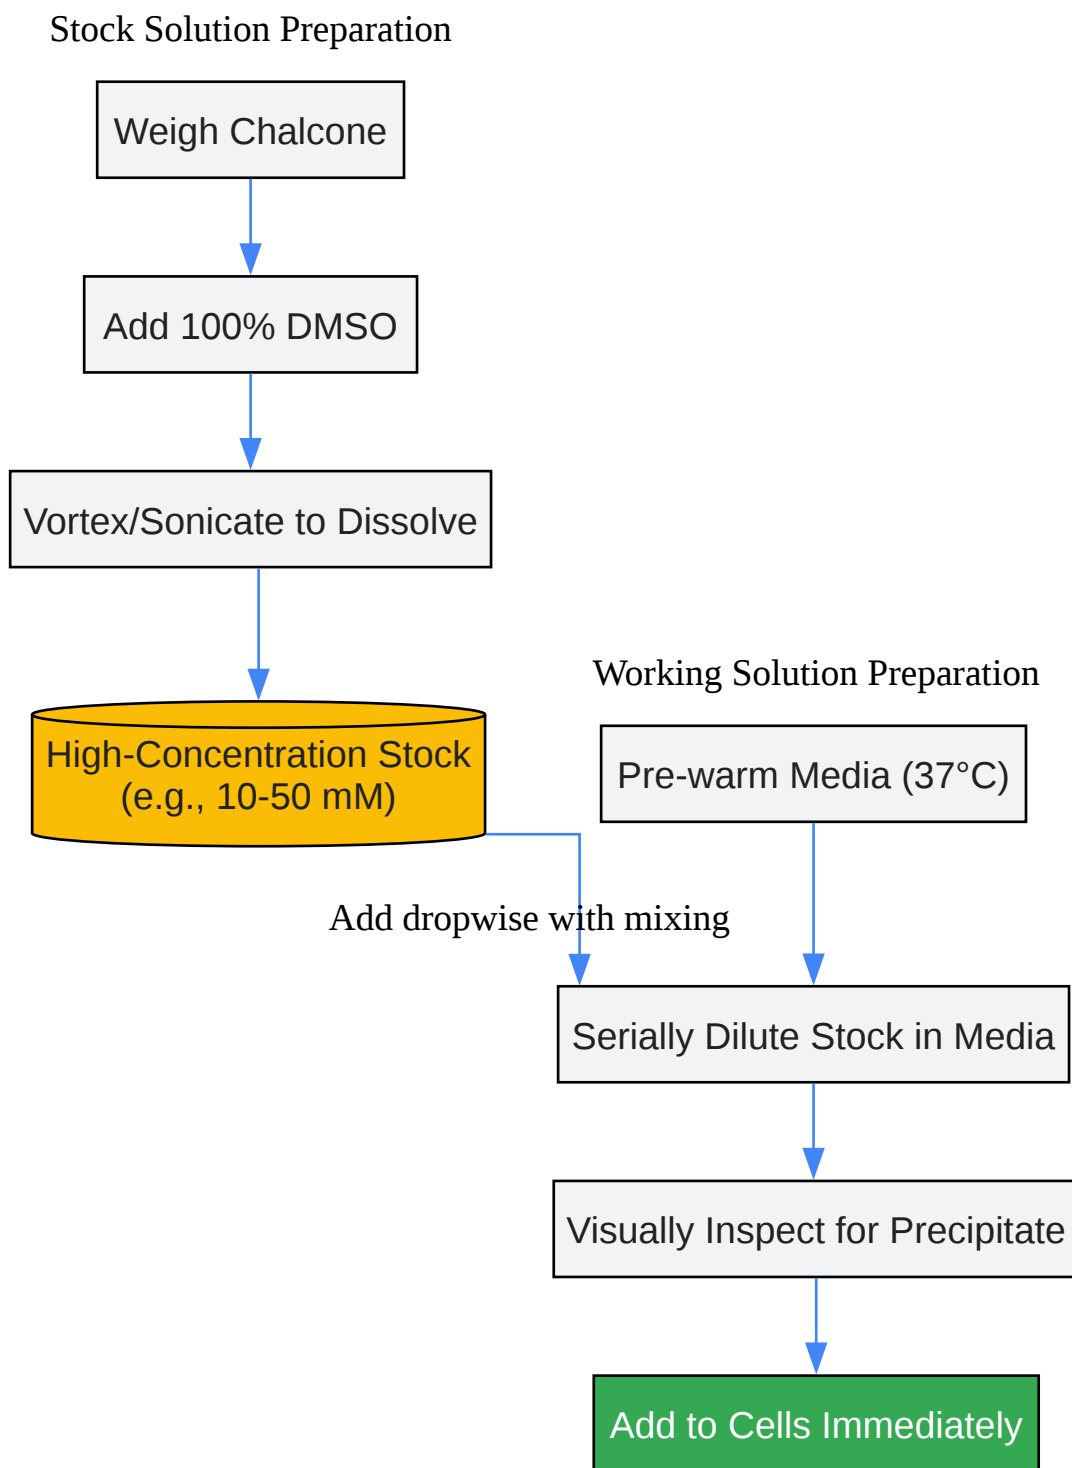 Stock Solution Preparation
Weigh Chalcone
Add 100% DMSO
Vortex/Sonicate to Dissolve
High-Concentration Stock
(e.g., 10-50 mM)
Working Solution Preparation
Pre-warm Media (37°C)
Add dropwise with mixing
Serially Dilute Stock in Media
Visually Inspect for Precipitate
Add to Cells Immediately